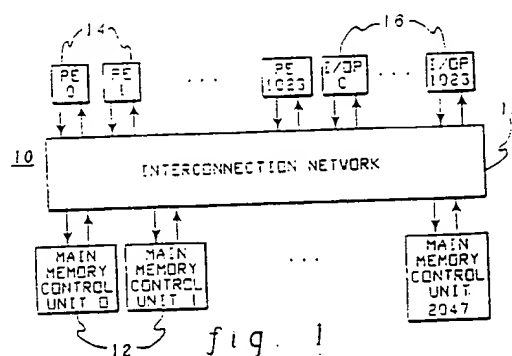 14
16
PE
0
PE
1
. . .
PE
1023
I/OP
0
. . .
I/OP
1023
10
INTERCONNECTION NETWORK
MAIN
MEMORY
CONTROL
UNIT 0
MAIN
MEMORY
CONTROL
UNIT 1
. . .
MAIN
MEMORY
CONTROL
UNIT
2047
12
fig. 1